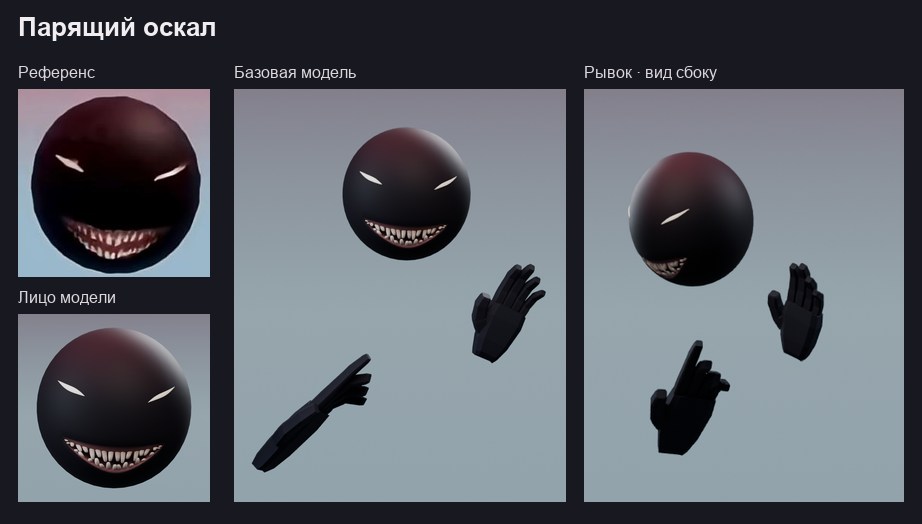 Парящий оскал
Референс
Базовая модель
Рывок · вид сбоку
Лицо модели